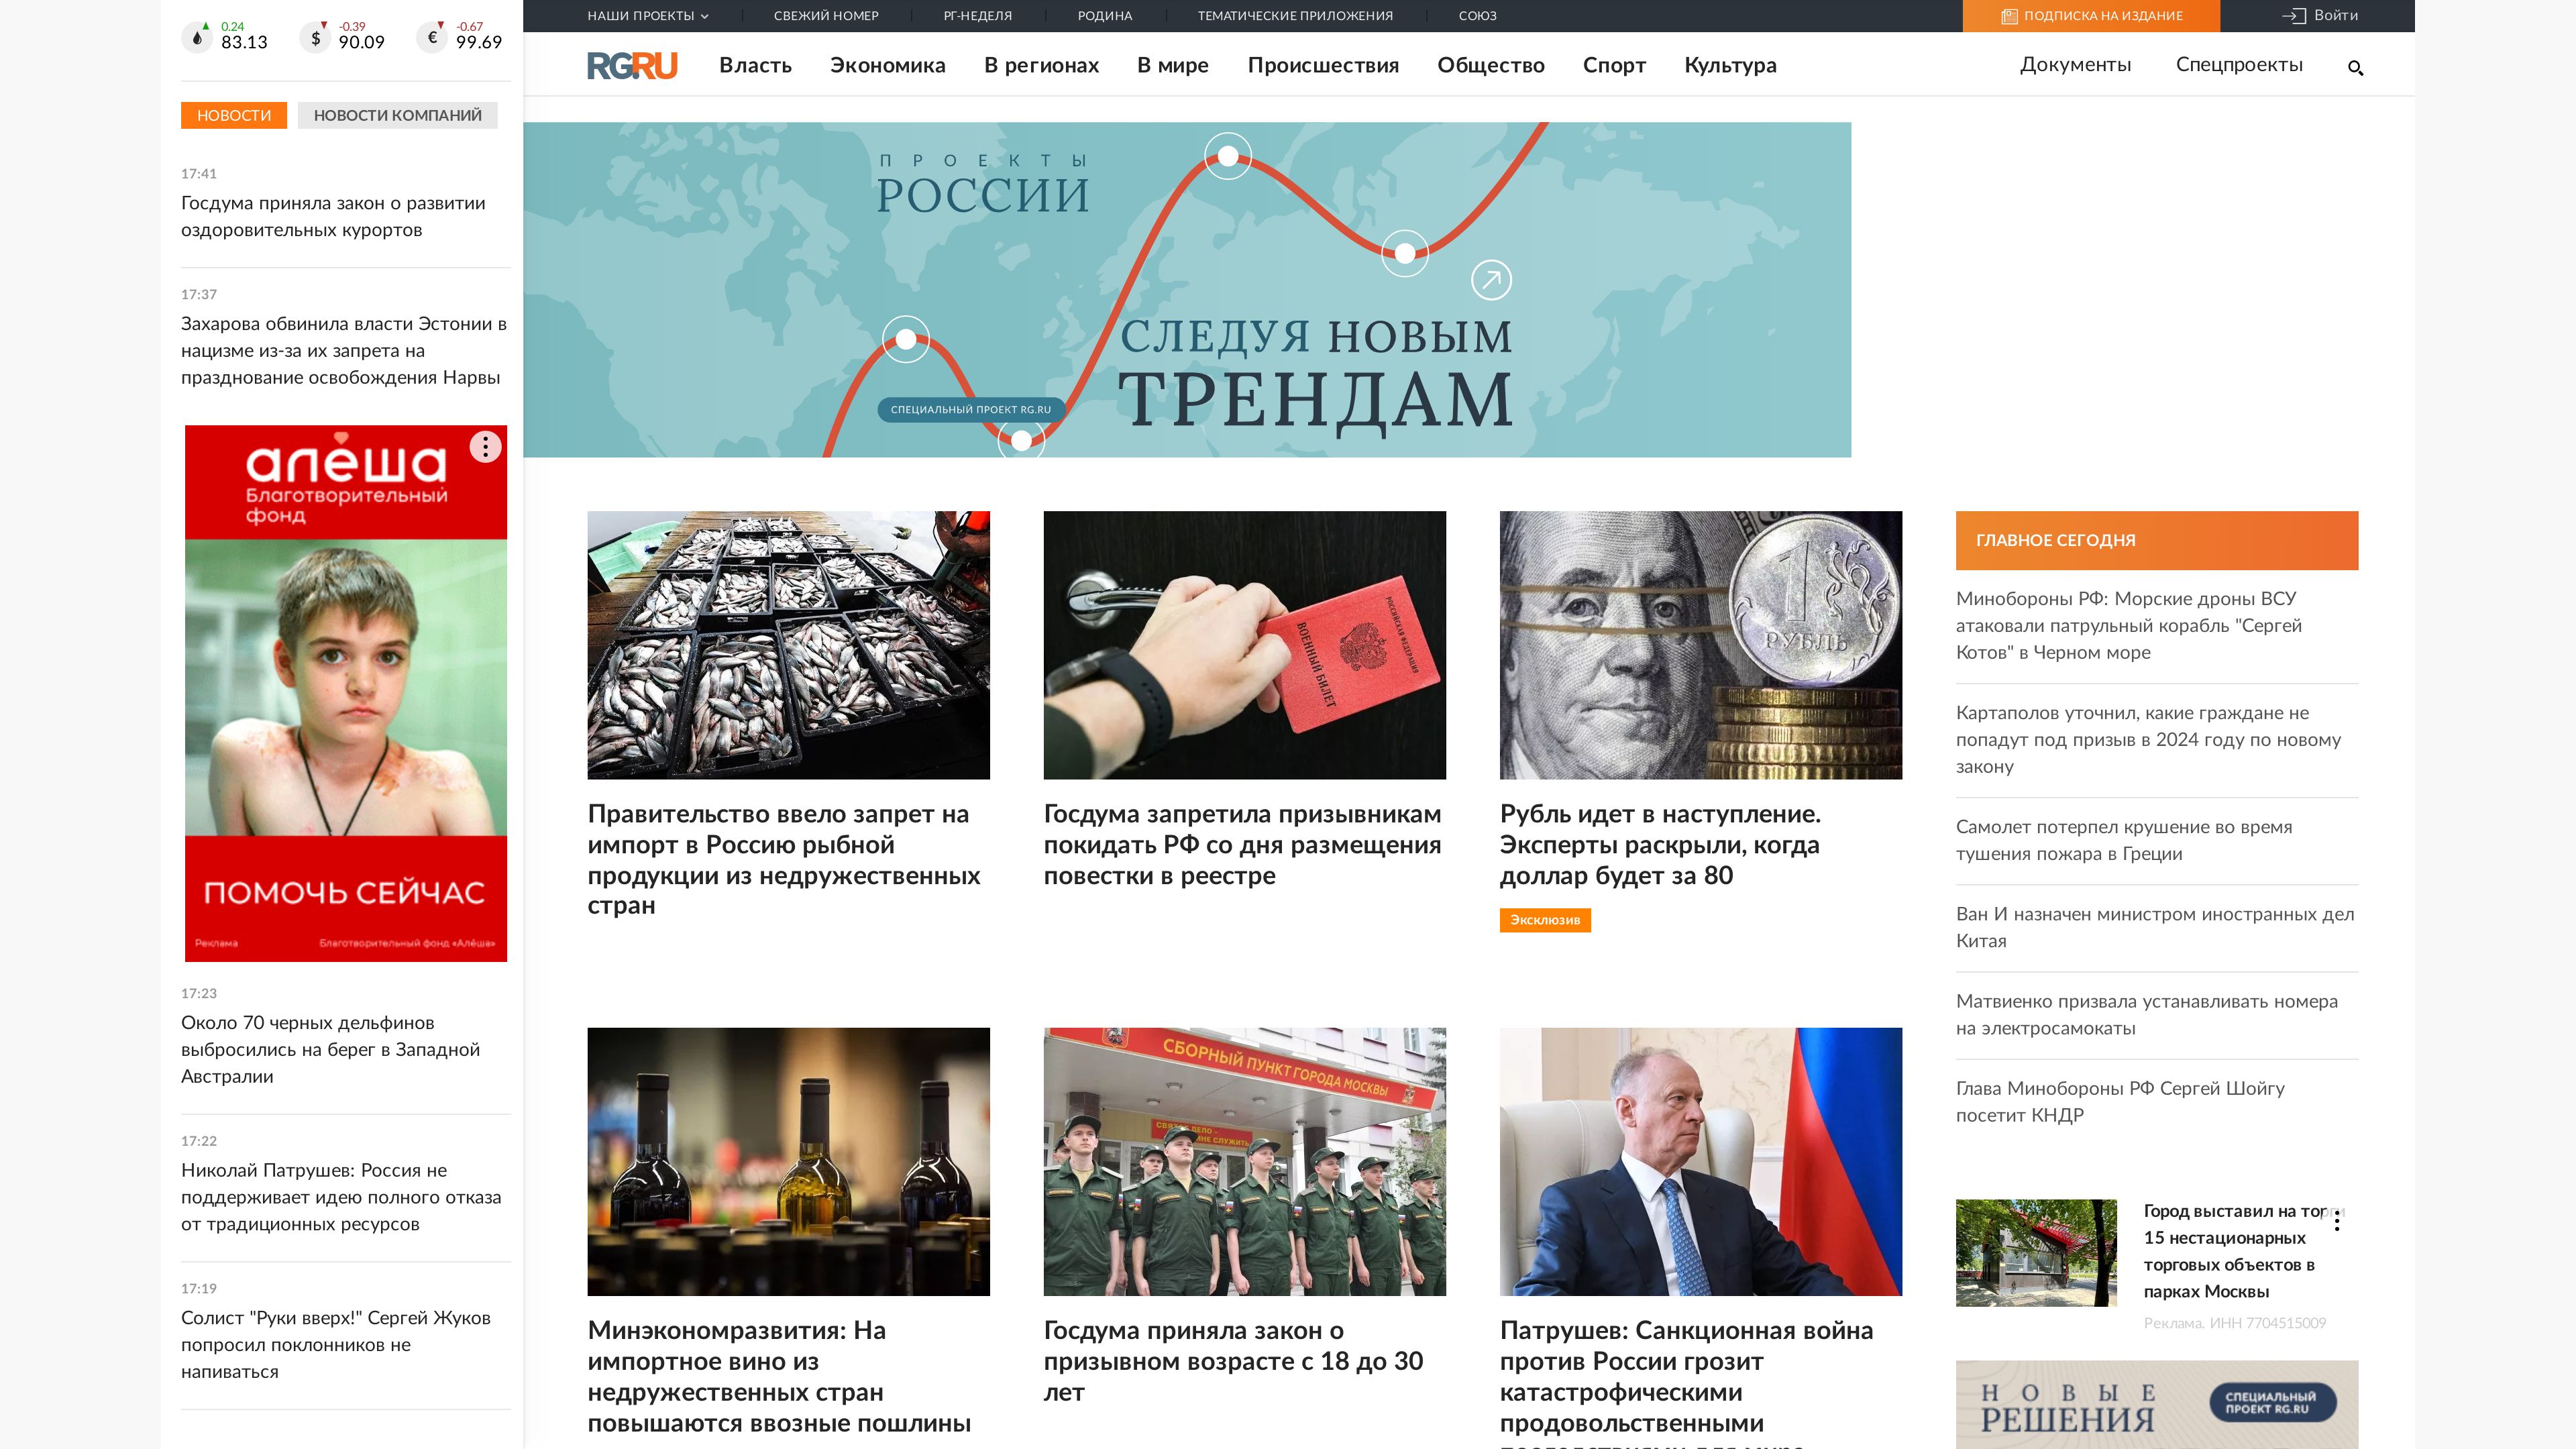 0.24
83.13
-0.39
$ 90.09
-0.67
€ 99.69
НОВОСТИ
НОВОСТИ КОМПАНИЙ
17:41
Госдума приняла закон о развитии
оздоровительных курортов
17:37
Захарова обвинила власти Эстонии в
нацизме из-за их запрета на
празднование освобождения Нарвы
алёша
Благотворительный
фонд
ПОМОЧЬ СЕЙЧАС
Реклама
Благотворительный фонд «Алёша»
17:23
Около 70 черных дельфинов
выбросились на берег в Западной
Австралии
17:22
Николай Патрушев: Россия не
поддерживает идею полного отказа
от традиционных ресурсов
17:19
Солист "Руки вверх!" Сергей Жуков
попросил поклонников не
напиваться
НАШИ ПРОЕКТЫ
СВЕЖИЙ НОМЕР
РГ-НЕДЕЛЯ
РОДИНА
ТЕМАТИЧЕСКИЕ ПРИЛОЖЕНИЯ
СОЮЗ
ПОДПИСКА НА ИЗДАНИЕ
Войти
RGRU
Власть
Экономика
В регионах
В мире
Происшествия
Общество
Спорт
Культура
Документы
Спецпроекты
ПРОЕКТЫ
РОССИИ
СЛЕДУЯ НОВЫМ
ТРЕНДАМ
СПЕЦИАЛЬНЫЙ ПРОЕКТ RG.RU
Правительство ввело запрет на
импорт в Россию рыбной
продукции из недружественных
стран
РОССИЙСКАЯ ФЕДЕРАЦИЯ
ВОЕННЫЙ БИЛЕТ
Госдума запретила призывникам
покидать РФ со дня размещения
повестки в реестре
1
РУБЛЬ
Рубль идет в наступление.
Эксперты раскрыли, когда
доллар будет за 80
Эксклюзив
Минэкономразвития: На
импортное вино из
недружественных стран
повышаются ввозные пошлины
СБОРНЫЙ ПУНКТ ГОРОДА МОСКВЫ
Госдума приняла закон о
призывном возрасте с 18 до 30
лет
Патрушев: Санкционная война
против России грозит
катастрофическими
продовольственными
последствиями для мира
ГЛАВНОЕ СЕГОДНЯ
Минобороны РФ: Морские дроны ВСУ
атаковали патрульный корабль "Сергей
Котов" в Черном море
Картаполов уточнил, какие граждане не
попадут под призыв в 2024 году по новому
закону
Самолет потерпел крушение во время
тушения пожара в Греции
Ван И назначен министром иностранных дел
Китая
Матвиенко призвала устанавливать номера
на электросамокаты
Глава Минобороны РФ Сергей Шойгу
посетит КНДР
Город выставил на торги
15 нестационарных
торговых объектов в
парках Москвы
Реклама. ИНН 7704515009
НОВЫЕ
РЕШЕНИЯ
СПЕЦИАЛЬНЫЙ
ПРОЕКТ RG.RU